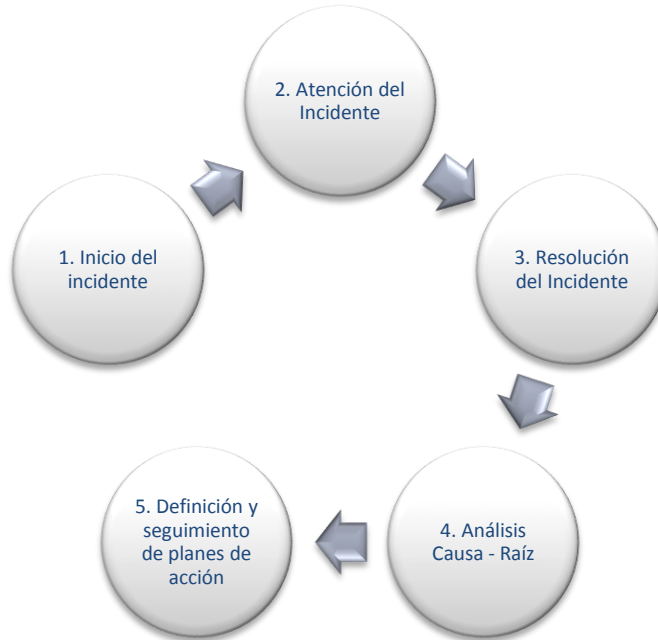 1. Inicio del
incidente
2. Atención del
Incidente
3. Resolución
del Incidente
4. Análisis
Causa - Raíz
5. Definición y
seguimiento
de planes de
acción